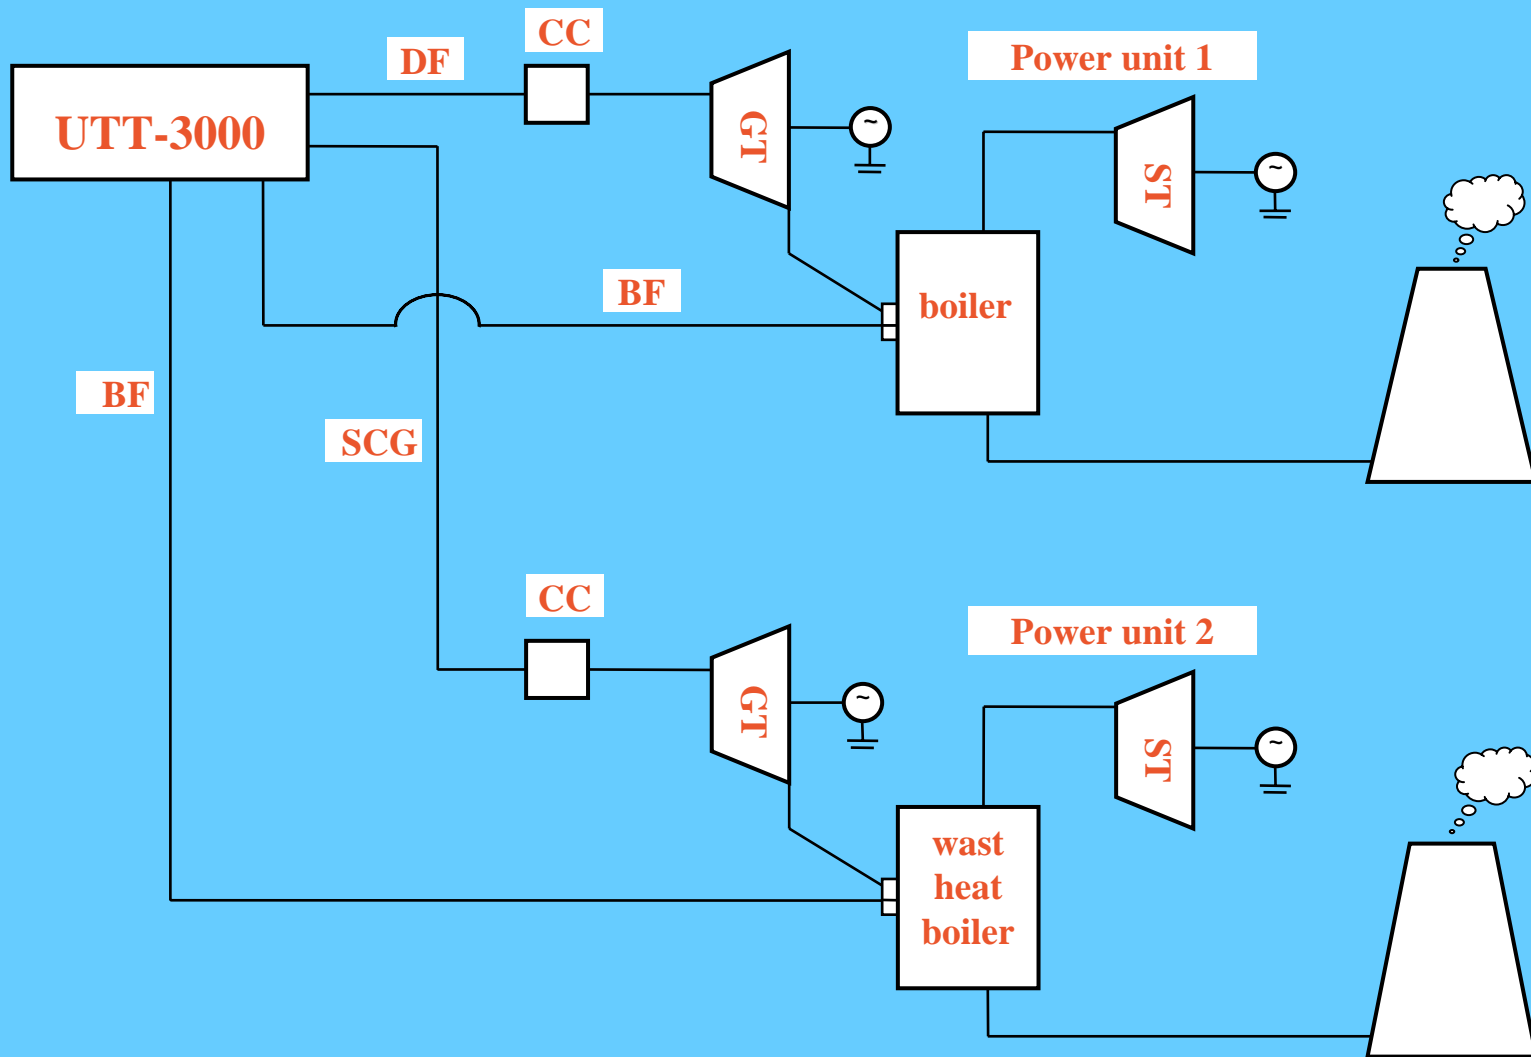 CC
DF
Power unit 1
UTT-3000
GT
~
ST
~
BF
boiler
BF
SCG
CC
Power unit 2
GT
~
ST
~
wast
heat
boiler